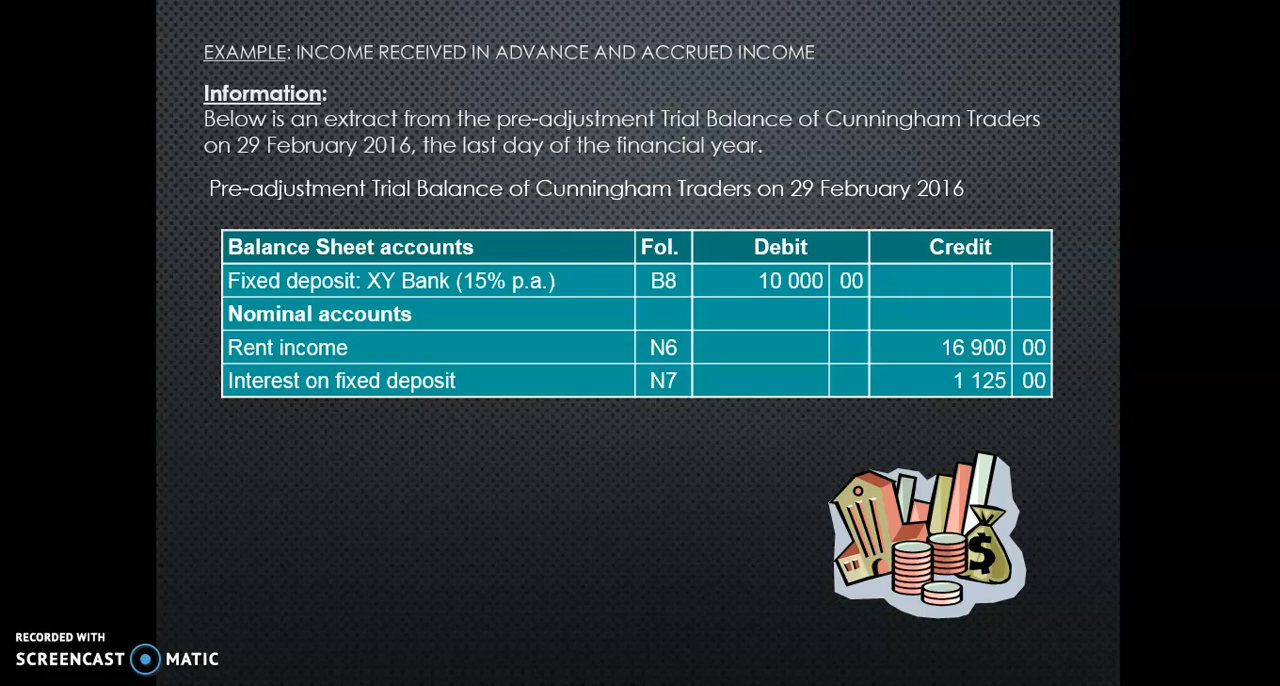 EXAMPLE: INCOME RECEIVED IN ADVANCE AND ACCRUED INCOME
Information:
Below is an extract from the pre-adjustment Trial Balance of Cunningham Traders
on 29 February 2016, the last day of the financial year.
Pre-adjustment Trial Balance of Cunningham Traders on 29 February 2016
Balance Sheet accounts Fol. Debit Credit
Fixed deposit: XY Bank (15% p.a.) B8 10 000 00
Nominal accounts
Rent income N6 16 900 00
Interest on fixed deposit N7 1 125 00
$
RECORDED WITH
SCREENCAST MATIC